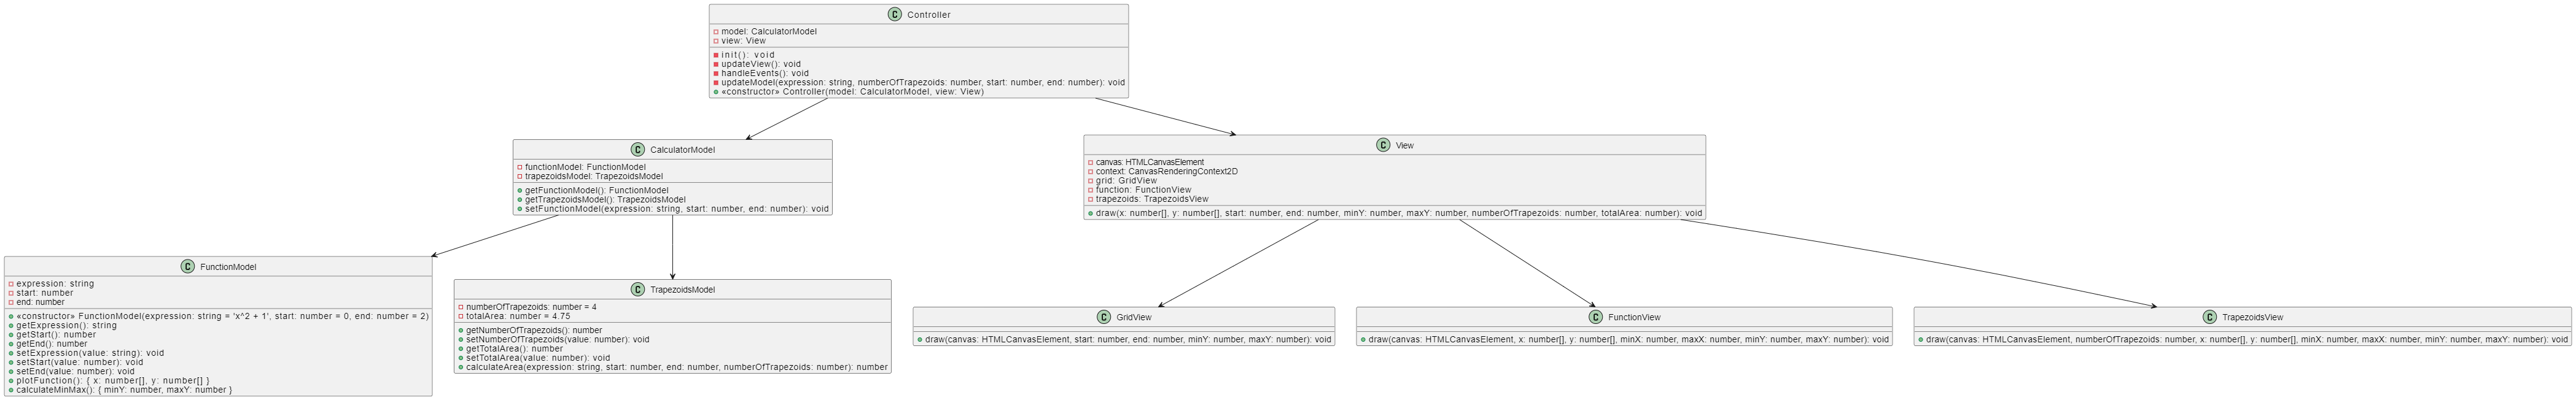 C Controller
model: CalculatorModel
view: View
init(): void
updateView(): void
handleEvents(): void
updateModel(expression: string, numberOfTrapezoids: number, start: number, end: number): void
«constructor» Controller(model: CalculatorModel, view: View)
C CalculatorModel
functionModel: FunctionModel
trapezoidsModel: TrapezoidsModel
getFunctionModel(): FunctionModel
getTrapezoidsModel(): TrapezoidsModel
setFunctionModel(expression: string, start: number, end: number): void
C View
canvas: HTMLCanvasElement
context: CanvasRenderingContext2D
grid: GridView
function: FunctionView
trapezoids: TrapezoidsView
draw(x: number[], y: number[], start: number, end: number, minY: number, maxY: number, numberOfTrapezoids: number, totalArea: number): void
C FunctionModel
expression: string
start: number
end: number
«constructor» FunctionModel(expression: string = 'x^2 + 1', start: number = 0, end: number = 2)
getExpression(): string
getStart(): number
getEnd(): number
setExpression(value: string): void
setStart(value: number): void
setEnd(value: number): void
plotFunction(): { x: number[], y: number[] }
calculateMinMax(): { minY: number, maxY: number }
C TrapezoidsModel
numberOfTrapezoids: number = 4
totalArea: number = 4.75
getNumberOfTrapezoids(): number
setNumberOfTrapezoids(value: number): void
getTotalArea(): number
setTotalArea(value: number): void
calculateArea(expression: string, start: number, end: number, numberOfTrapezoids: number): number
C GridView
draw(canvas: HTMLCanvasElement, start: number, end: number, minY: number, maxY: number): void
C FunctionView
draw(canvas: HTMLCanvasElement, x: number[], y: number[], minX: number, maxX: number, minY: number, maxY: number): void
C TrapezoidsView
draw(canvas: HTMLCanvasElement, numberOfTrapezoids: number, x: number[], y: number[], minX: number, maxX: number, minY: number, maxY: number): void